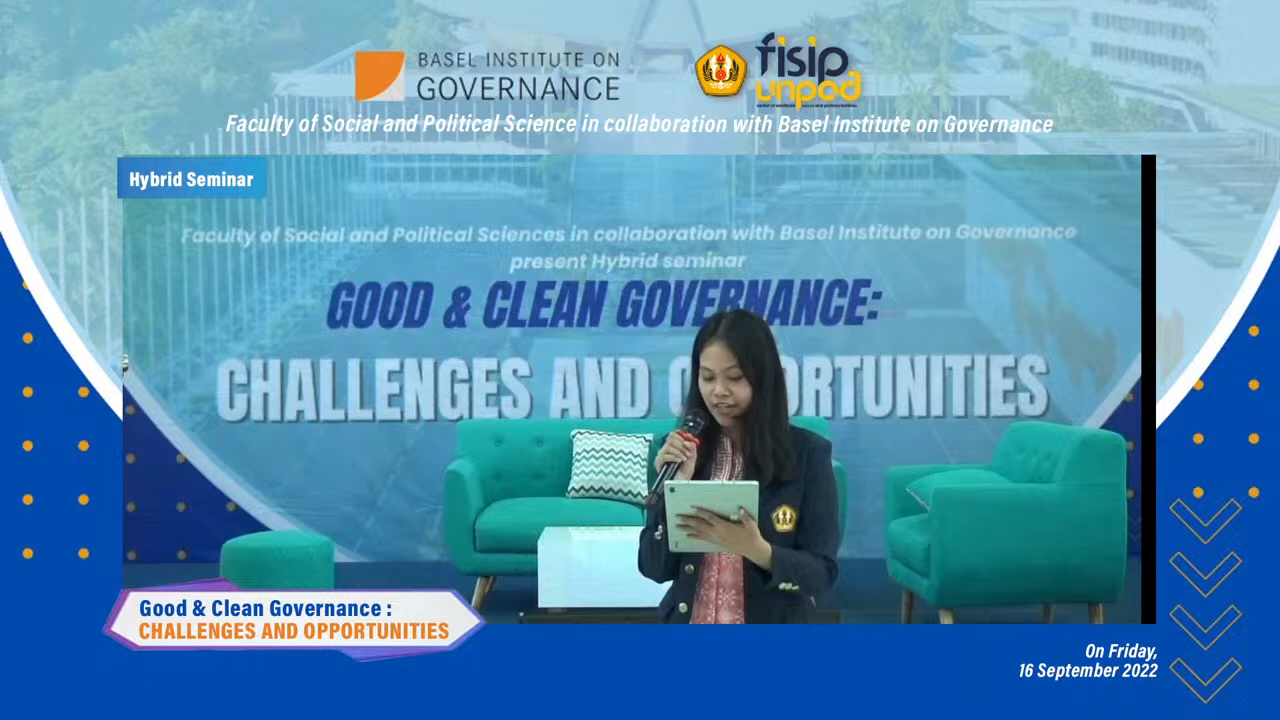 BASEL INSTITUTE ON
GOVERNANCE
fisip
unpad
Faculty of Social and Political Science in collaboration with Basel Institute on Governance
Hybrid Seminar
Faculty of Social and Political Sciences in collaboration with Basel Institute on Governance
present Hybrid seminar
GOOD & CLEAN GOVERNANCE:
CHALLENGES AND OPPORTUNITIES
Good & Clean Governance :
CHALLENGES AND OPPORTUNITIES
On Friday,
16 September 2022